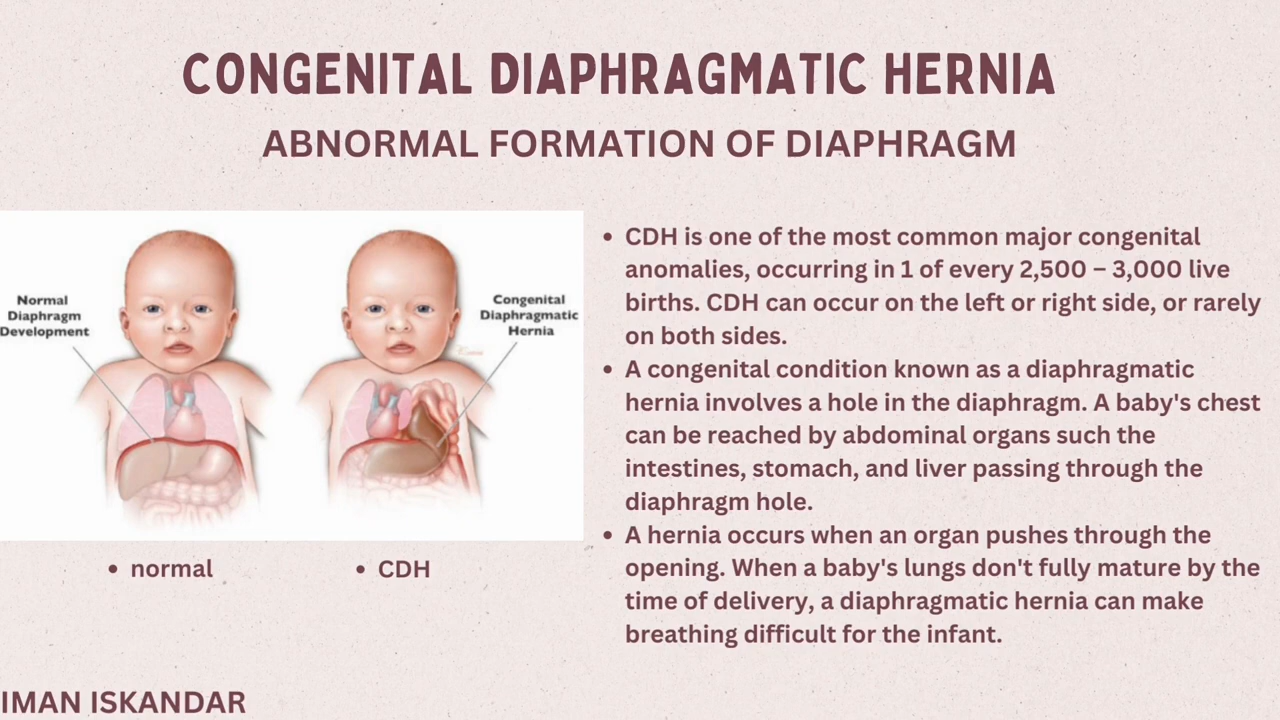 CONGENITAL DIAPHRAGMATIC HERNIA
ABNORMAL FORMATION OF DIAPHRAGM
Normal
Diaphragm
Development
Congenital
Diaphragmatic
Hernia
• normal
• CDH
• CDH is one of the most common major congenital
anomalies, occurring in 1 of every 2,500 – 3,000 live
births. CDH can occur on the left or right side, or rarely
on both sides.
• A congenital condition known as a diaphragmatic
hernia involves a hole in the diaphragm. A baby's chest
can be reached by abdominal organs such the
intestines, stomach, and liver passing through the
diaphragm hole.
• A hernia occurs when an organ pushes through the
opening. When a baby's lungs don't fully mature by the
time of delivery, a diaphragmatic hernia can make
breathing difficult for the infant.
IMAN ISKANDAR